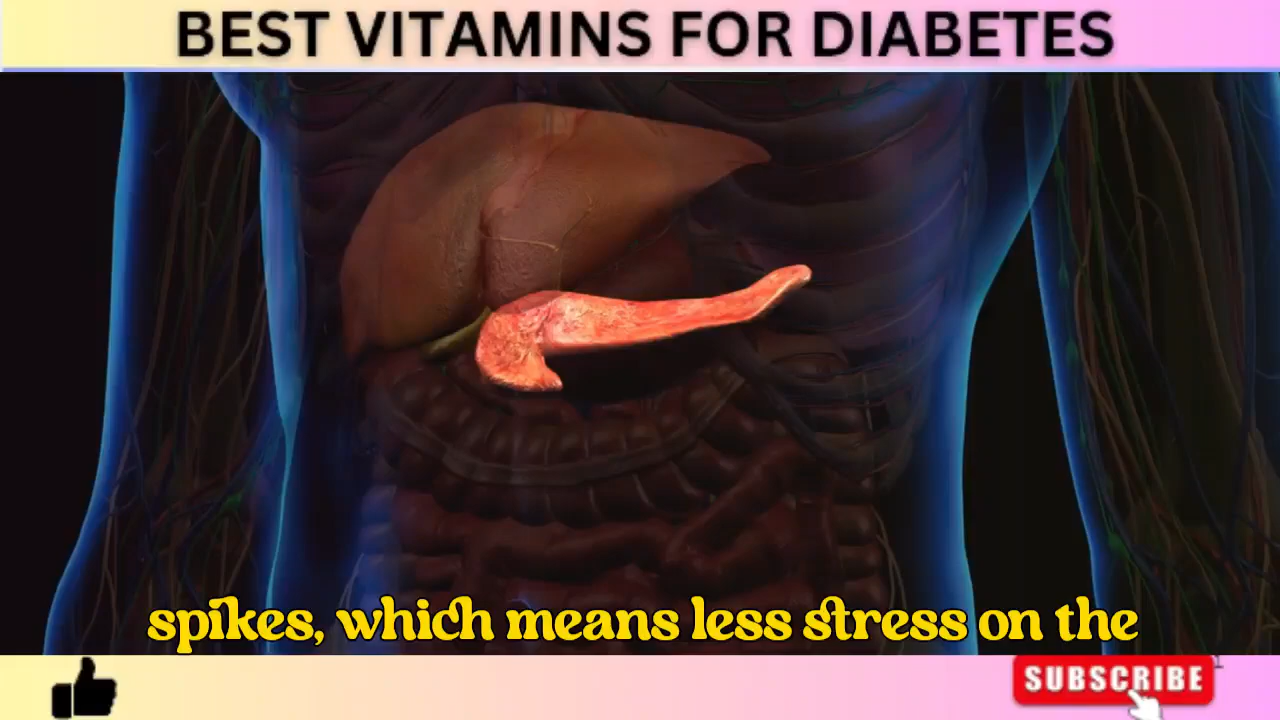 BEST VITAMINS FOR DIABETES
spikes, which means less stress on the
SUBSCRIBE